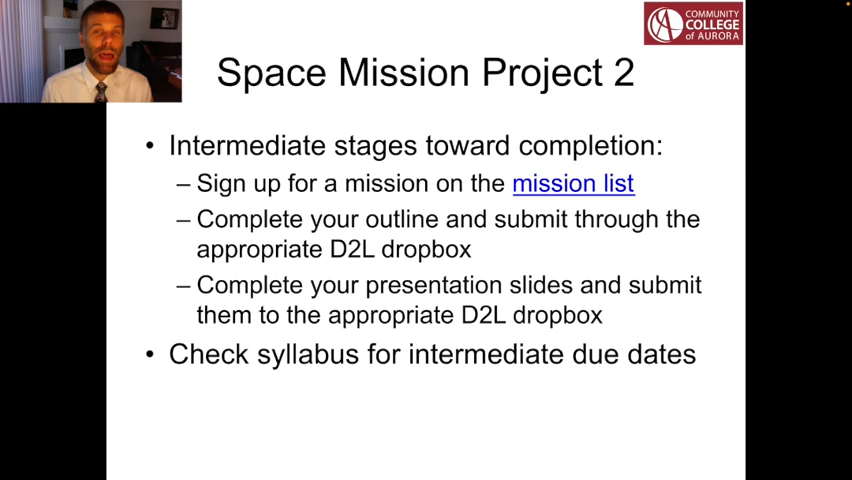 COMMUNITY
COLLEGE
of AURORA
Space Mission Project 2
• Intermediate stages toward completion:
– Sign up for a mission on the mission list
– Complete your outline and submit through the
appropriate D2L dropbox
– Complete your presentation slides and submit
them to the appropriate D2L dropbox
• Check syllabus for intermediate due dates